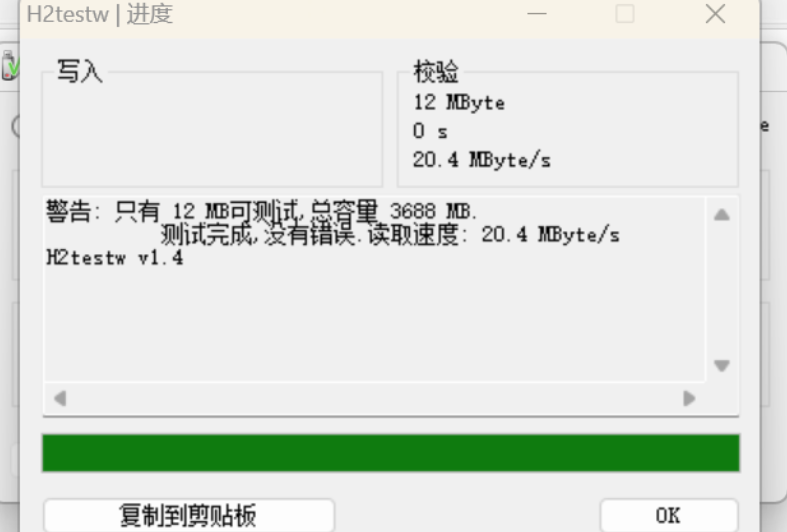 H2testw | 进度
写入
校验
12 MByte
0 s
20.4 MByte/s
e
警告: 只有 12 MB可测试,总容量 3688 MB.
测试完成,没有错误.读取速度: 20.4 MByte/s
H2testw v1.4
复制到剪贴板
OK